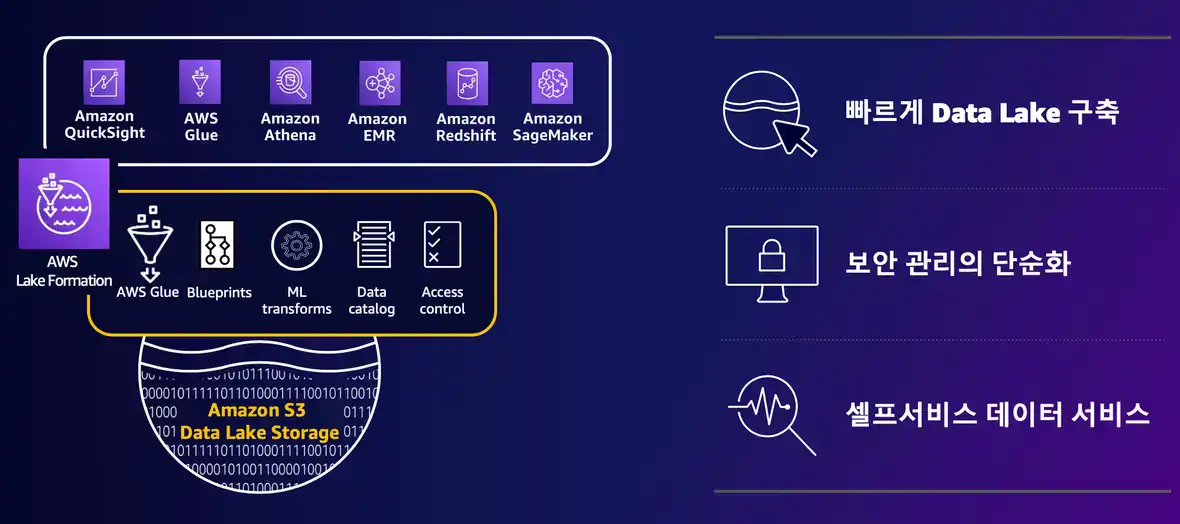 Amazon
QuickSight
AWS
Glue
Amazon
Athena
Amazon
EMR
Amazon
Redshift
Amazon
SageMaker
AWS
Lake Formation
AWS Glue
Blueprints
ML
transforms
Data
catalog
Access
control
Amazon S3
Data Lake Storage
빠르게 Data Lake 구축
보안 관리의 단순화
셀프서비스 데이터 서비스